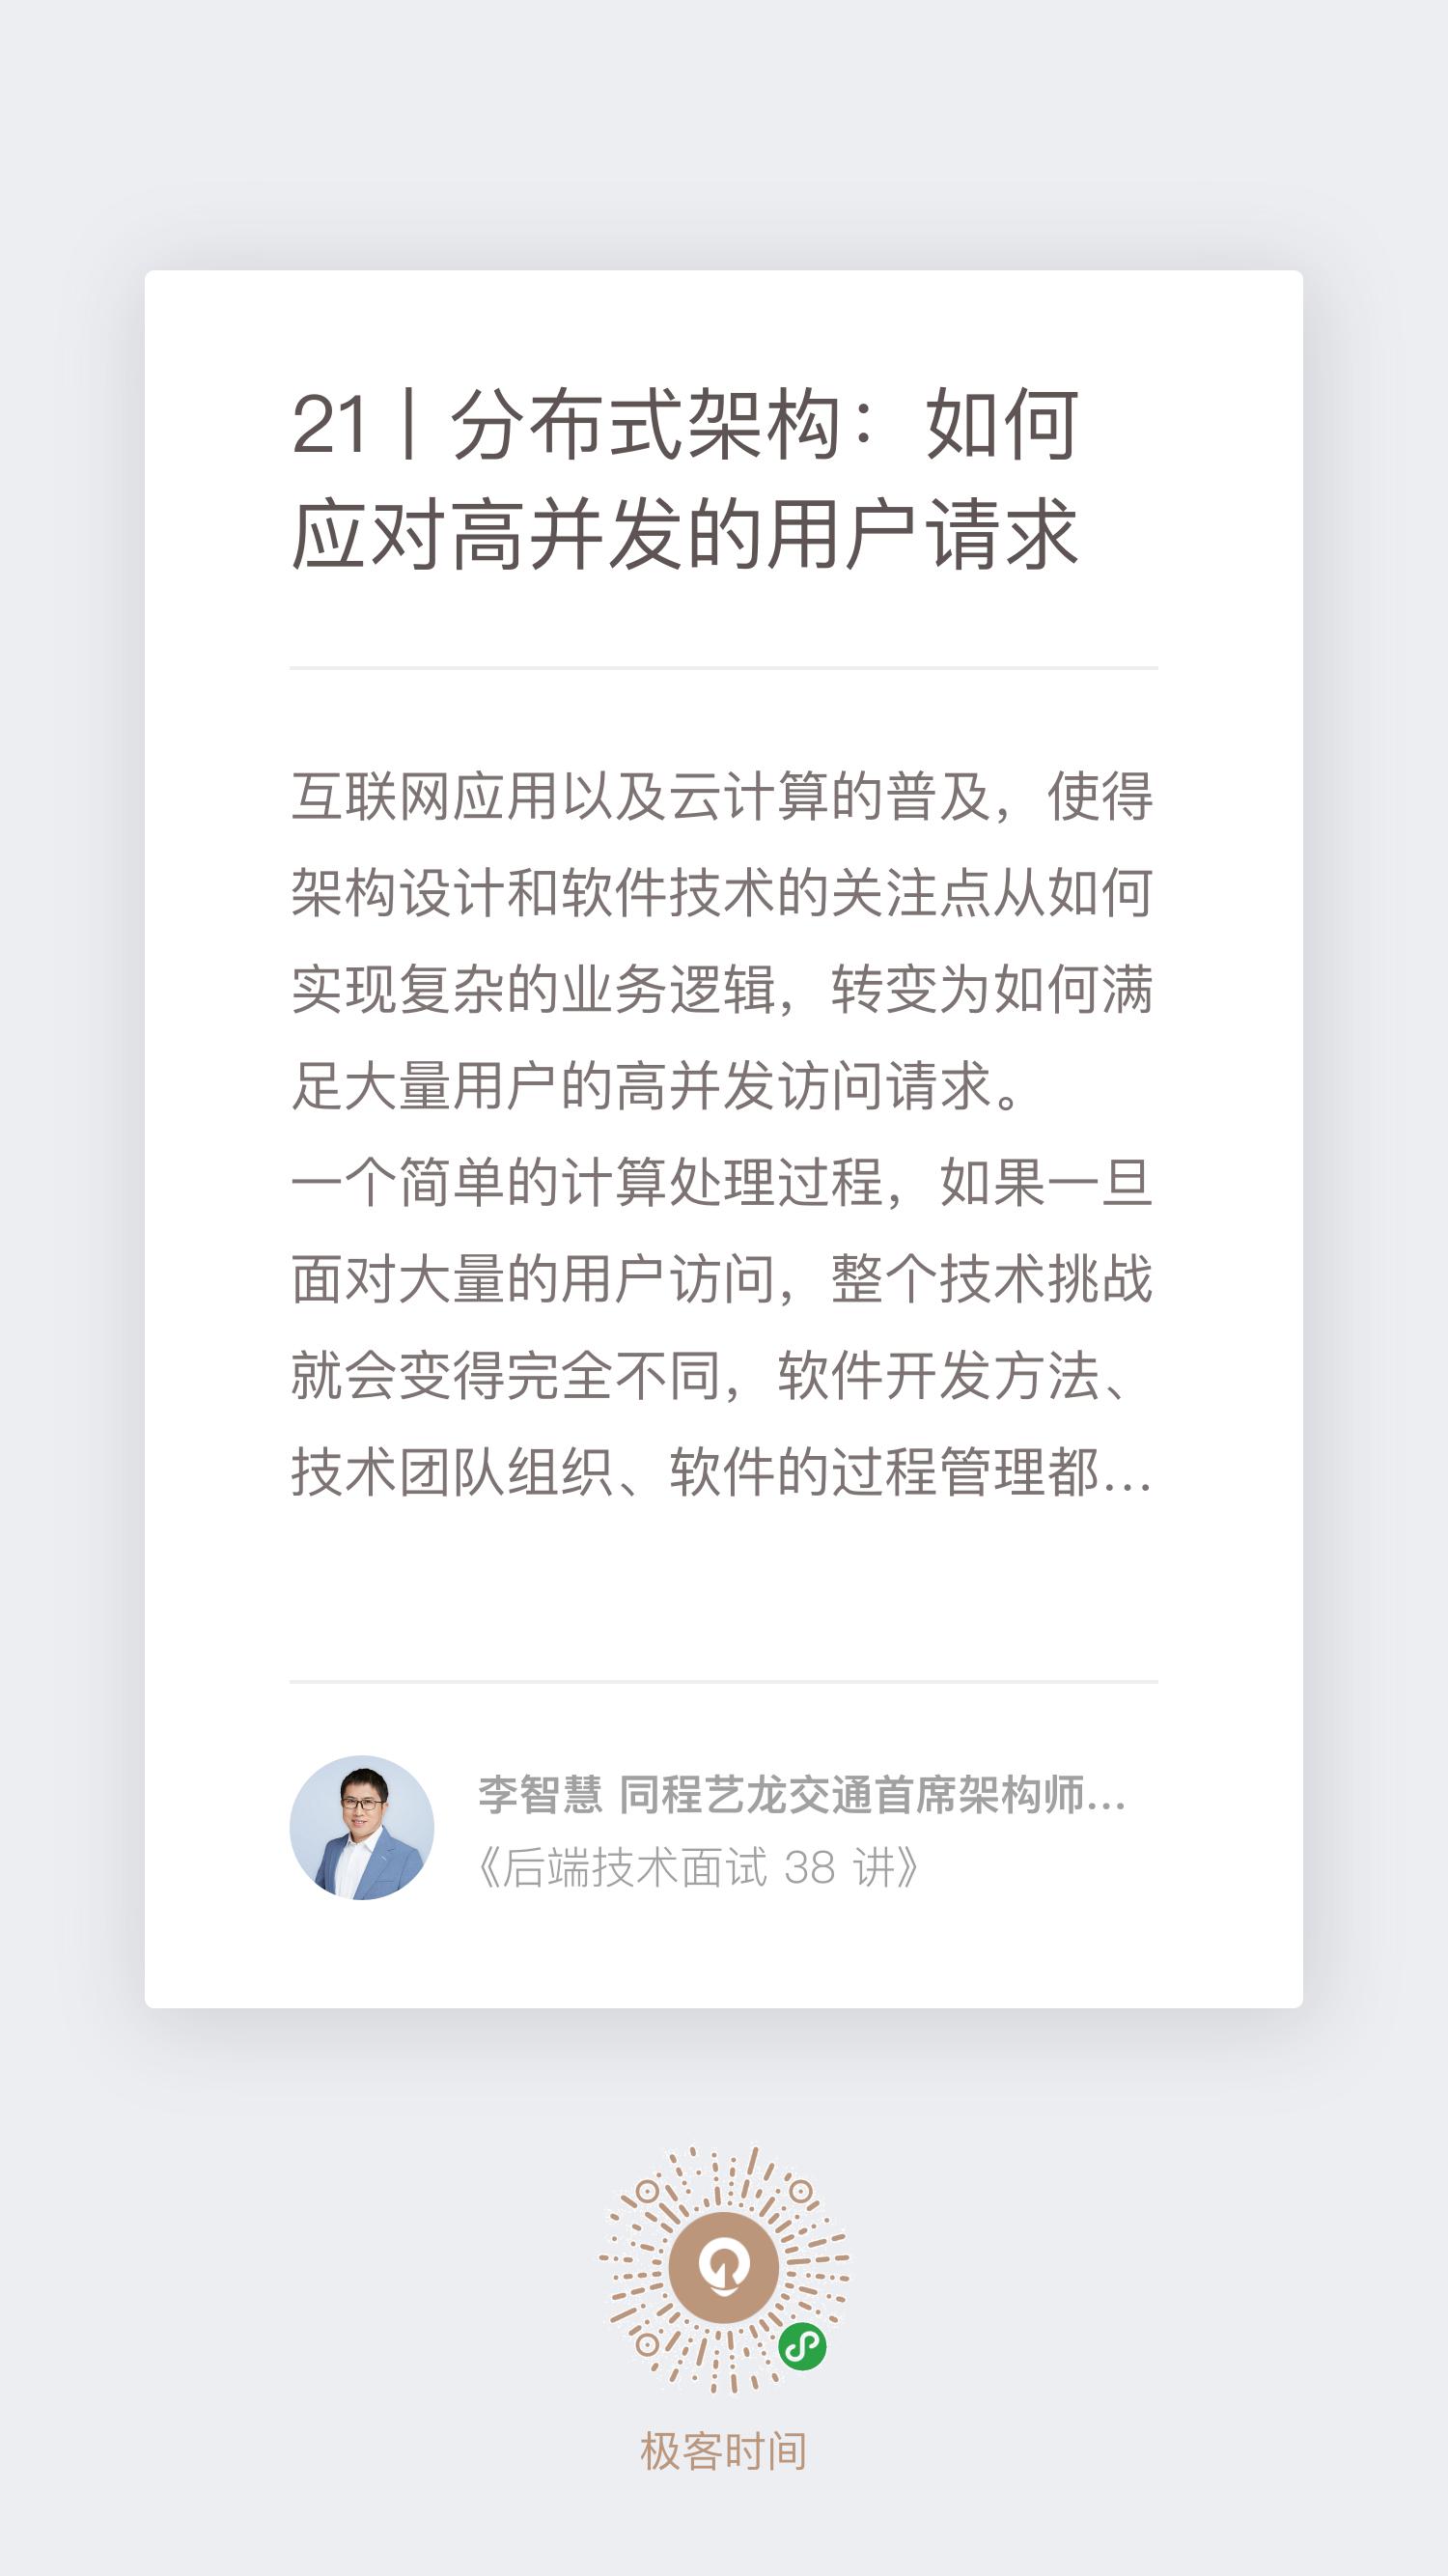 21 | 分布式架构：如何
应对高并发的用户请求
互联网应用以及云计算的普及，使得
架构设计和软件技术的关注点从如何
实现复杂的业务逻辑，转变为如何满
足大量用户的高并发访问请求。
一个简单的计算处理过程，如果一旦
面对大量的用户访问，整个技术挑战
就会变得完全不同，软件开发方法、
技术团队组织、软件的过程管理都...
李智慧 同程艺龙交通首席架构师...
《后端技术面试 38 讲》
极客时间